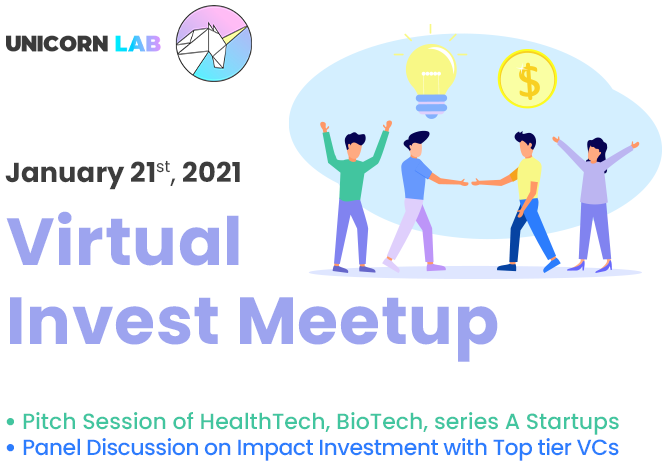 UNICORN LAB
January 21st, 2021
Virtual
Invest Meetup
• Pitch Session of HealthTech, BioTech, series A Startups
• Panel Discussion on Impact Investment with Top tier VCs
$